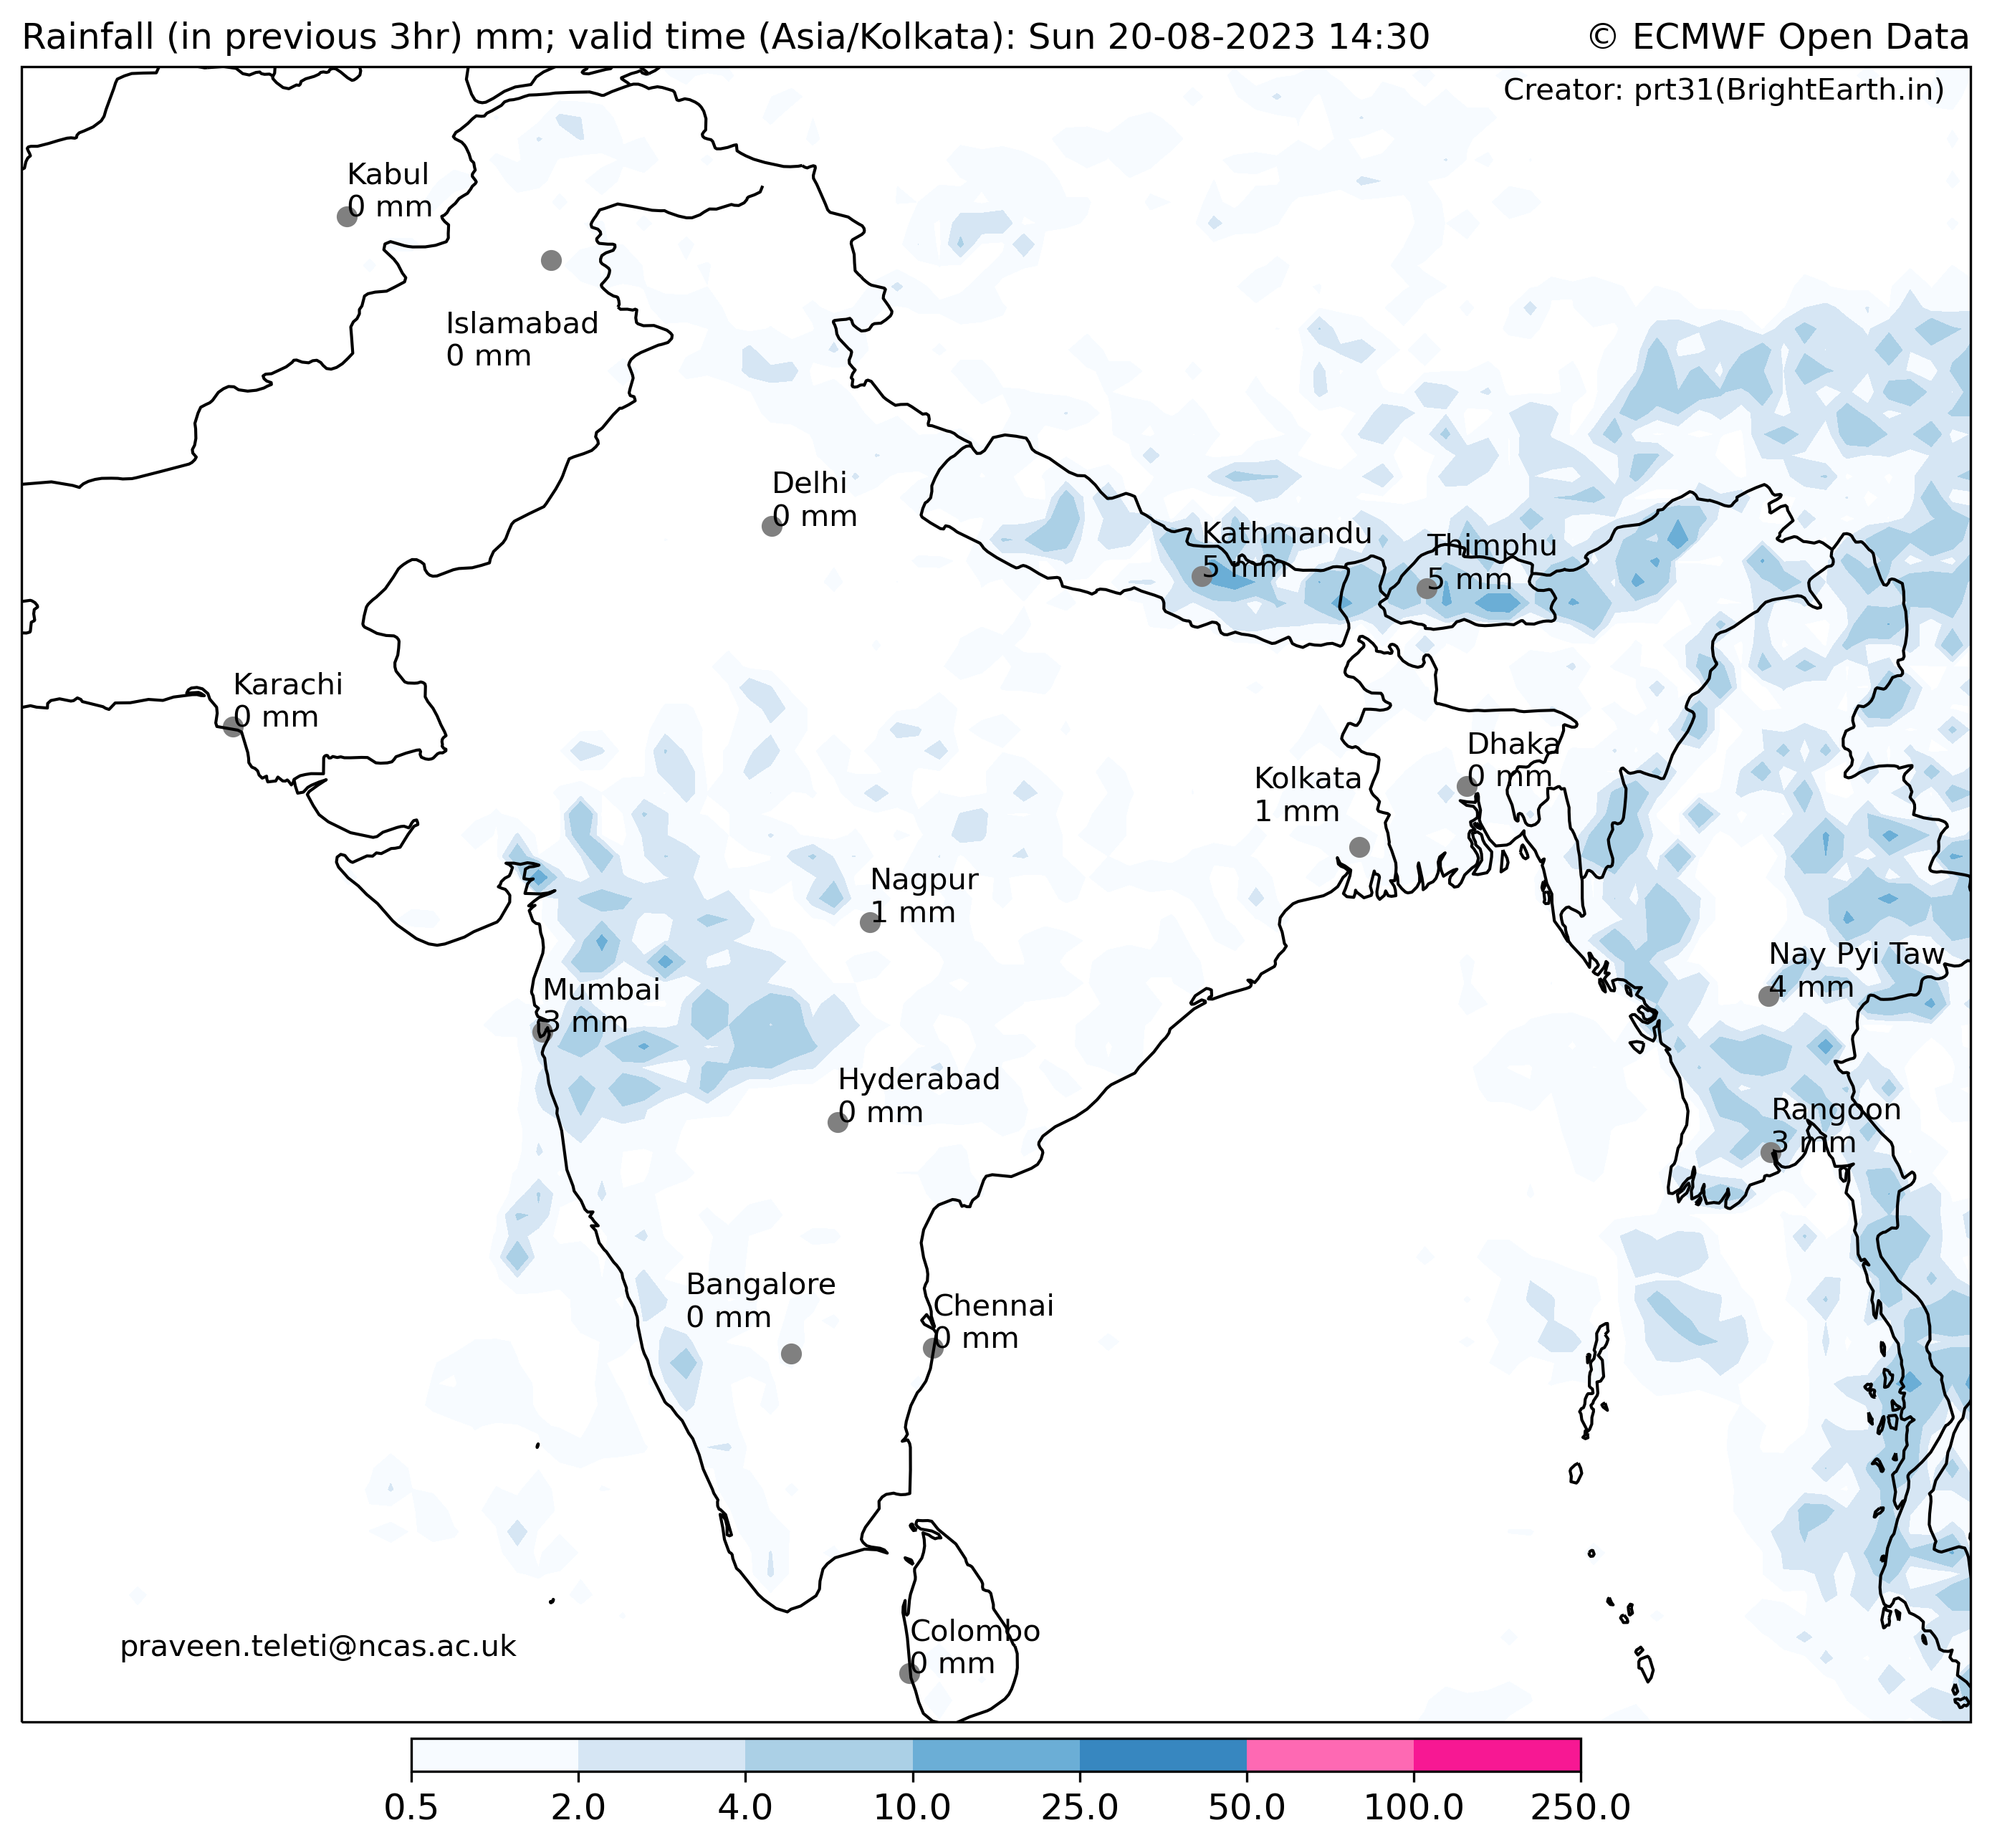 Rainfall (in previous 3hr) mm; valid time (Asia/Kolkata): Sun 20-08-2023 14:30
© ECMWF Open Data
Creator: prt31(BrightEarth.in)
Kabul
0 mm
Islamabad
0 mm
Delhi
0 mm
Kathmandu
5 mm
Thimphu
5 mm
Karachi
0 mm
Dhaka
0 mm
Kolkata
1 mm
Nagpur
1 mm
Nay Pyi Taw
4 mm
Mumbai
3 mm
Hyderabad
0 mm
Rangoon
3 mm
Bangalore
0 mm
Chennai
0 mm
Colombo
0 mm
praveen.teleti@ncas.ac.uk
0.5 2.0 4.0 10.0 25.0 50.0 100.0 250.0